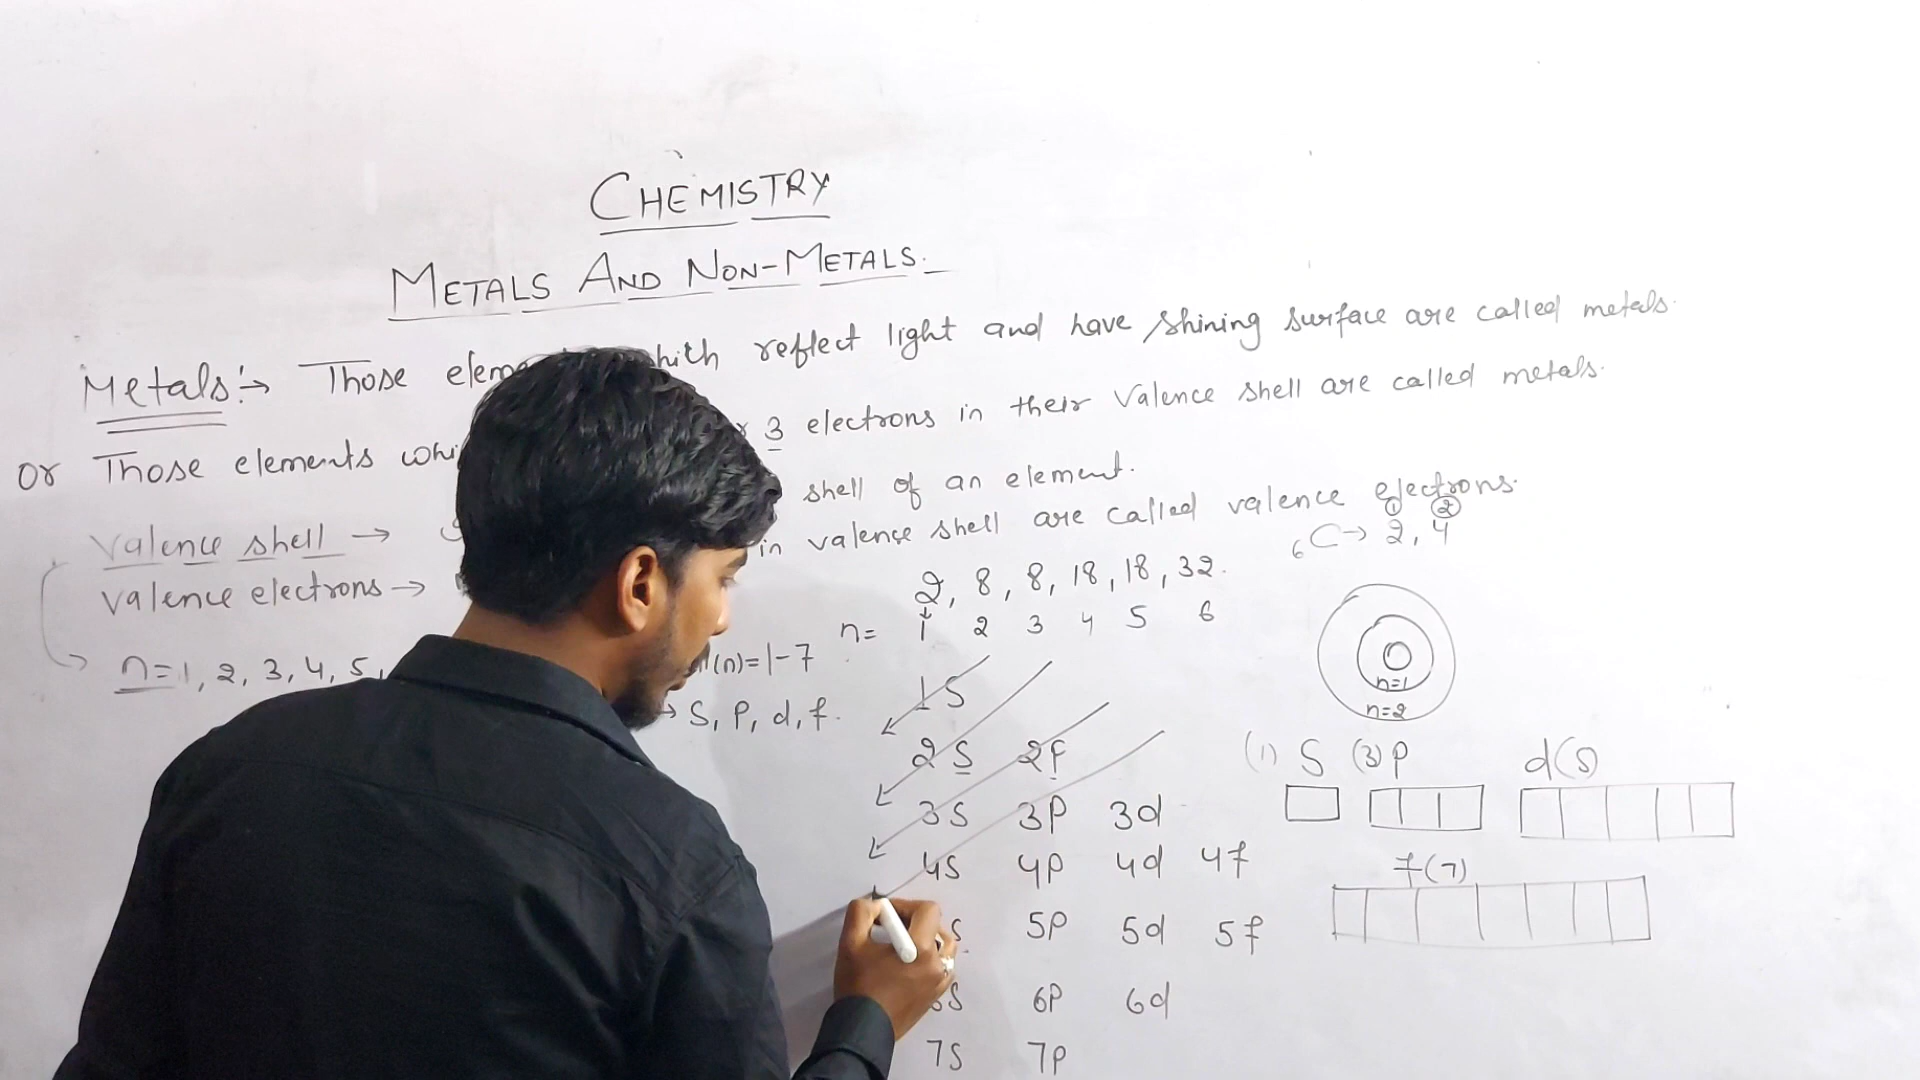 CHEMISTRY
METALS AND NON-METALS.
Metals:→ Those which reflect light and have shining surface are called metals.
or Those elements 3 electrons in their Valence shell are called metals.
Valence shell → shell of an element.
Valence electrons → in valence shell are called valence electrons.
6C → 2, 4
① ②
2, 8, 8, 18, 18, 32.
n= 1 2 3 4 5 6
n=1, 2, 3, 4, 5, (n)=1-7
→ S, P, d, f.
n=1
n=2
1S
2S 2P
3S 3P 3d
4S 4P 4d 4f
S 5P 5d 5f
6S 6P 6d
7S 7P
(1) S (3) P d(5)
f(7)